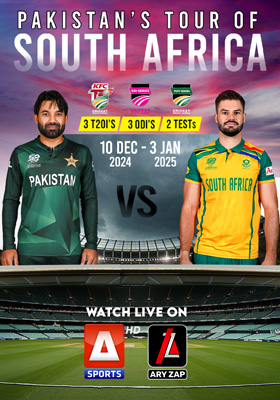 PAKISTAN'S TOUR OF
SOUTH AFRICA
KFC
3 T20I'S
3 ODI'S
2 TESTs
10 DEC - 3 JAN
2024
2025
PAKISTAN
SOUTH AFRICA
VS
WATCH LIVE ON
A
SPORTS
HD
ARY ZAP